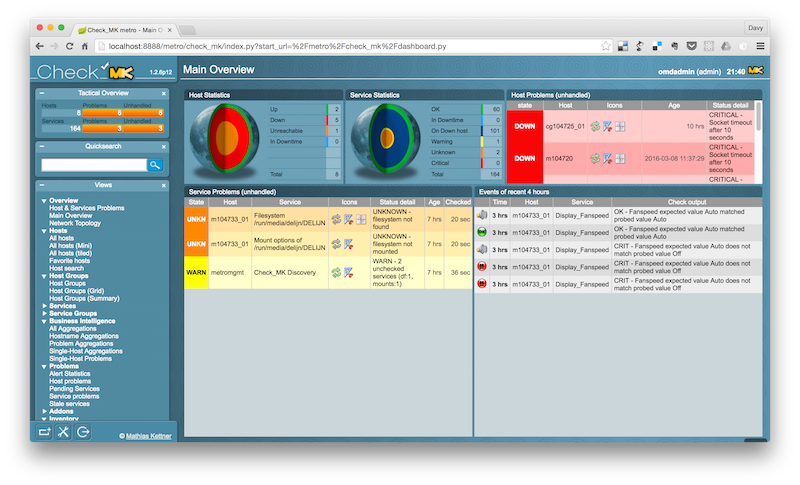 Check_MK metro - Main O
Davy
localhost:8888/metro/check_mk/index.py?start_url=%2Fmetro%2Fcheck_mk%2Fdashboard.py
Check MK 1.2.6p12
Main Overview
omdadmin (admin) 21:40 MK
Tactical Overview
Hosts Problems Unhandled
8 6 6
Services Problems Unhandled
164 3 3
Quicksearch
Views
Overview
Host & Services Problems
Main Overview
Network Topology
Hosts
All hosts
All hosts (Mini)
All hosts (tiled)
Favorite hosts
Host search
Host Groups
Host Groups
Host Groups (Grid)
Host Groups (Summary)
Services
Service Groups
Business Intelligence
All Aggregations
Hostname Aggregations
Problem Aggregations
Single-Host Aggregations
Single-Host Problems
Problems
Alert Statistics
Host problems
Pending Services
Service problems
Stale services
Addons
Inventory
© Mathias Kettner
Host Statistics
Up 2
Down 5
Unreachable 1
In Downtime 0
Total 8
Service Statistics
OK 60
In Downtime 0
On Down host 101
Warning 1
Unknown 2
Critical 0
Total 164
Host Problems (unhandled)
state Host Icons Age Status detail
DOWN cg104725_01 10 hrs CRITICAL - Socket timeout after 10 seconds
DOWN m104720 2016-03-08 11:37:29 CRITICAL - Socket timeout after 10 seconds
CRITICAL -
Service Problems (unhandled)
State Host Service Icons Status detail Age Checked
UNKN m104733_01 Filesystem /run/media/DELIJN UNKNOWN - filesystem not found 7 hrs 20 sec
UNKN m104733_01 Mount options of /run/media/delijn/DELIJN UNKNOWN - filesystem not mounted 7 hrs 20 sec
WARN metromgmt Check_MK Discovery WARN - 2 unchecked services (df:1, mounts:1) 7 hrs 36 sec
Events of recent 4 hours
Time Host Service Check output
3 hrs m104733_01 Display_Fanspeed OK - Fanspeed expected value Auto matched probed value Auto
3 hrs m104733_01 Display_Fanspeed OK - Fanspeed expected value Auto matched probed value Auto
3 hrs m104733_01 Display_Fanspeed CRIT - Fanspeed expected value Auto does not match probed value Off
3 hrs m104733_01 Display_Fanspeed CRIT - Fanspeed expected value Auto does not match probed value Off
3 hrs m104733_01 Display_Fanspeed CRIT - Fanspeed expected value Auto does not match probed value Off